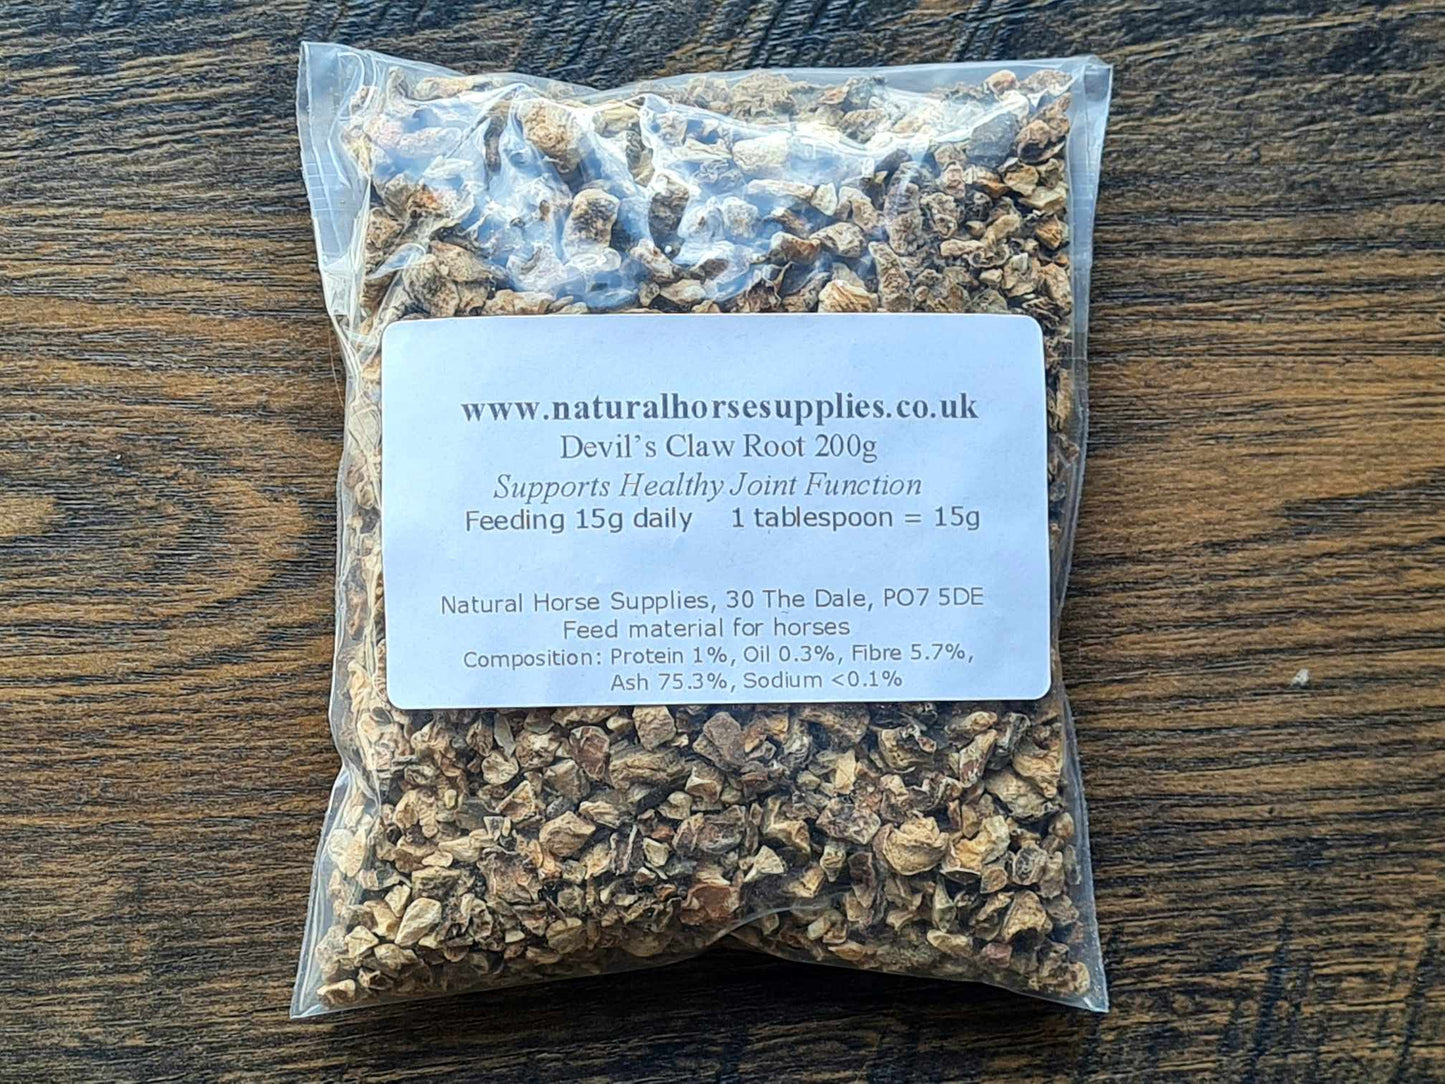 www.naturalhorsesupplies.co.uk
Devil's Claw Root 200g
Supports Healthy Joint Function
Feeding 15g daily 1 tablespoon = 15g
Natural Horse Supplies, 30 The Dale, PO7 5DE
Feed material for horses
Composition: Protein 1%, Oil 0.3%, Fibre 5.7%,
Ash 75.3%, Sodium <0.1%